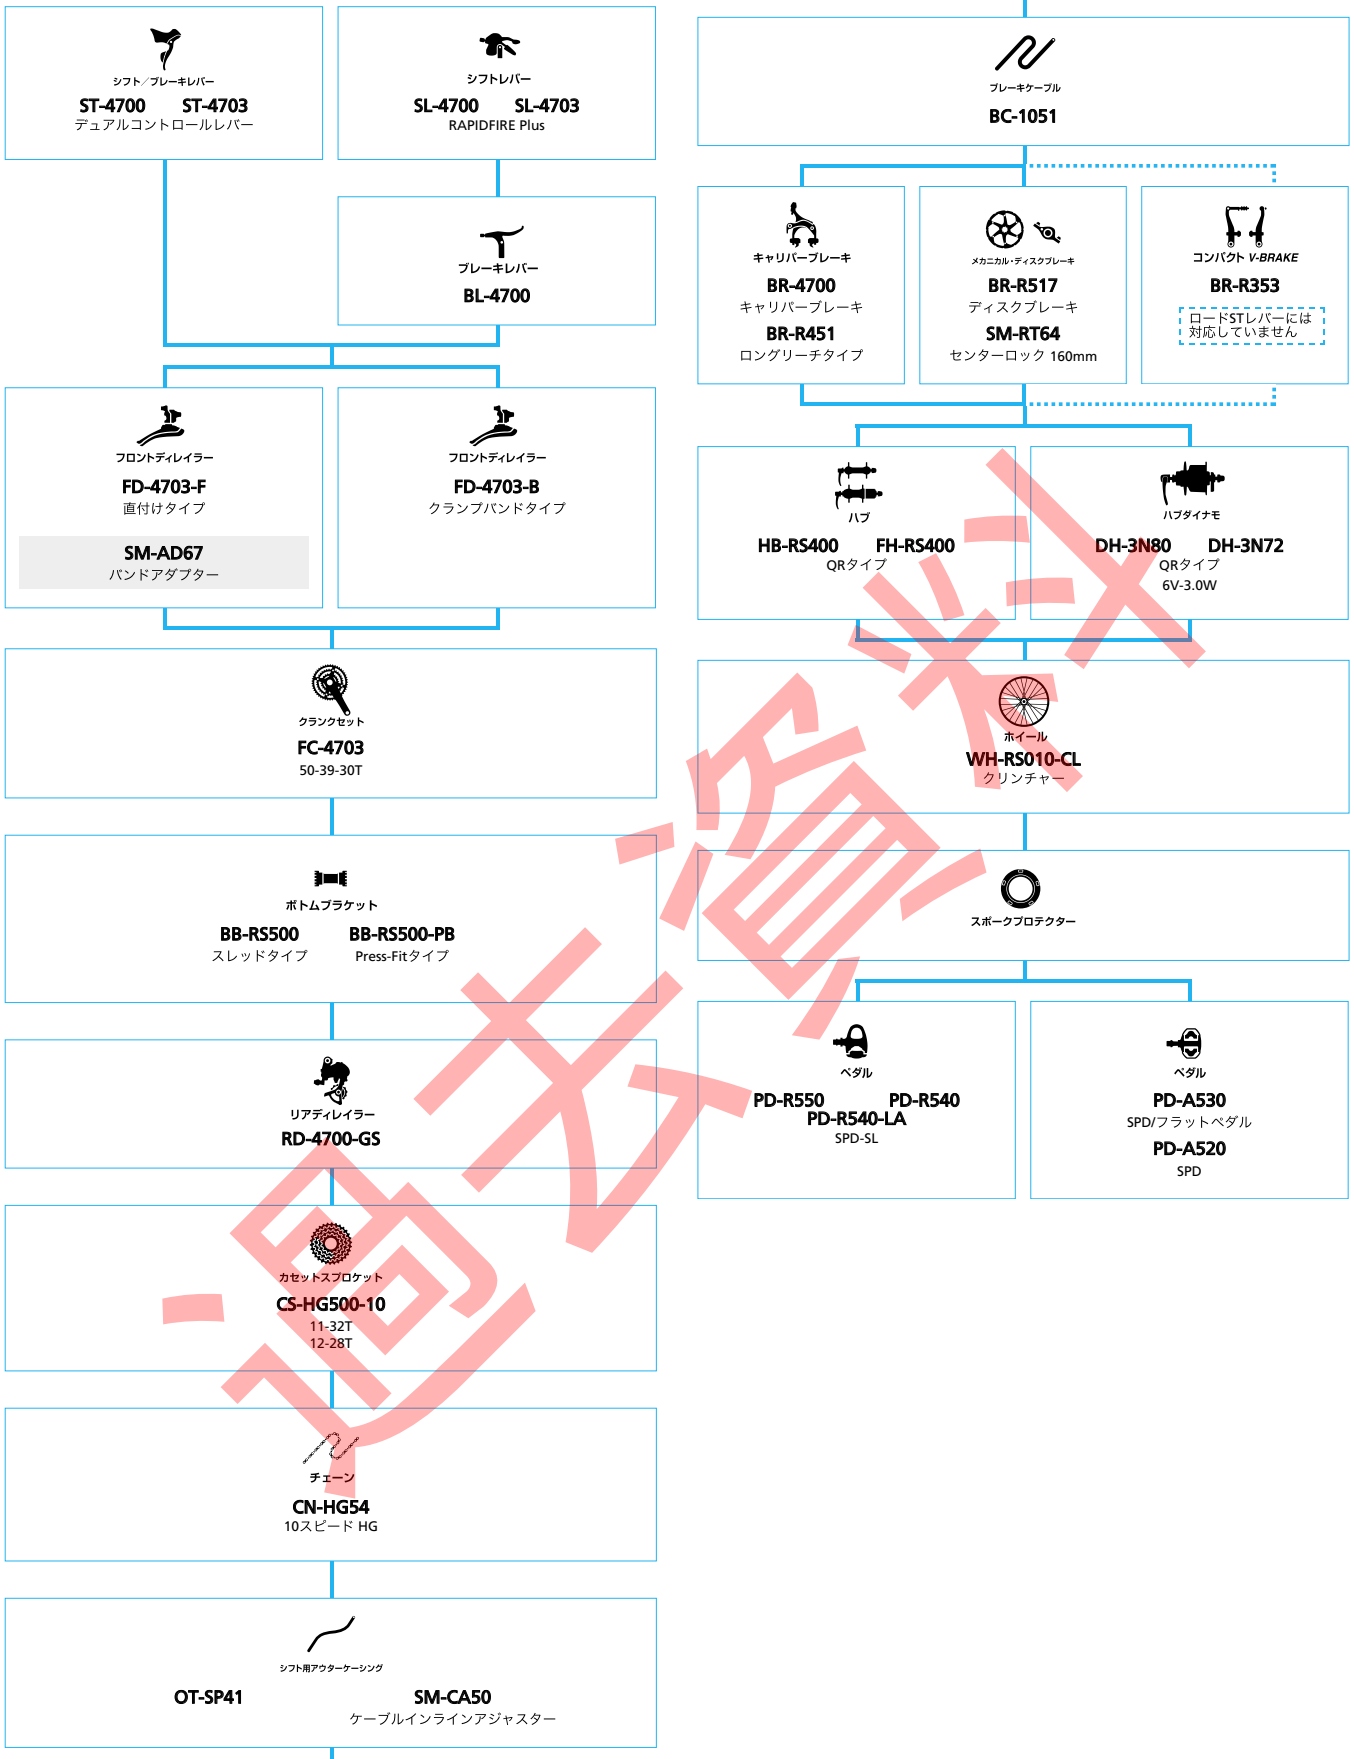 シフト／ブレーキレバー
ST-4700 ST-4703
デュアルコントロールレバー
シフトレバー
SL-4700 SL-4703
RAPIDFIRE Plus
ブレーキレバー
BL-4700
フロントディレイラー
FD-4703-F
直付けタイプ
SM-AD67
バンドアダプター
フロントディレイラー
FD-4703-B
クランプバンドタイプ
クランクセット
FC-4703
50-39-30T
ボトムブラケット
BB-RS500 BB-RS500-PB
スレッドタイプ Press-Fitタイプ
リアディレイラー
RD-4700-GS
カセットスプロケット
CS-HG500-10
11-32T
12-28T
チェーン
CN-HG54
10スピード HG
シフト用アウターケーシング
OT-SP41 SM-CA50
ケーブルインラインアジャスター
ブレーキケーブル
BC-1051
キャリパーブレーキ
BR-4700
キャリパーブレーキ
BR-R451
ロングリーチタイプ
メカニカル・ディスクブレーキ
BR-R517
ディスクブレーキ
SM-RT64
センターロック 160mm
コンパクト V-BRAKE
BR-R353
ロードSTレバーには
対応していません
ハブ
HB-RS400 FH-RS400
QRタイプ
ハブダイナモ
DH-3N80 DH-3N72
QRタイプ
6V-3.0W
ホイール
WH-RS010-CL
クリンチャー
スポークプロテクター
ペダル
PD-R550 PD-R540
PD-R540-LA
SPD-SL
ペダル
PD-A530
SPD/フラットペダル
PD-A520
SPD
過去資料